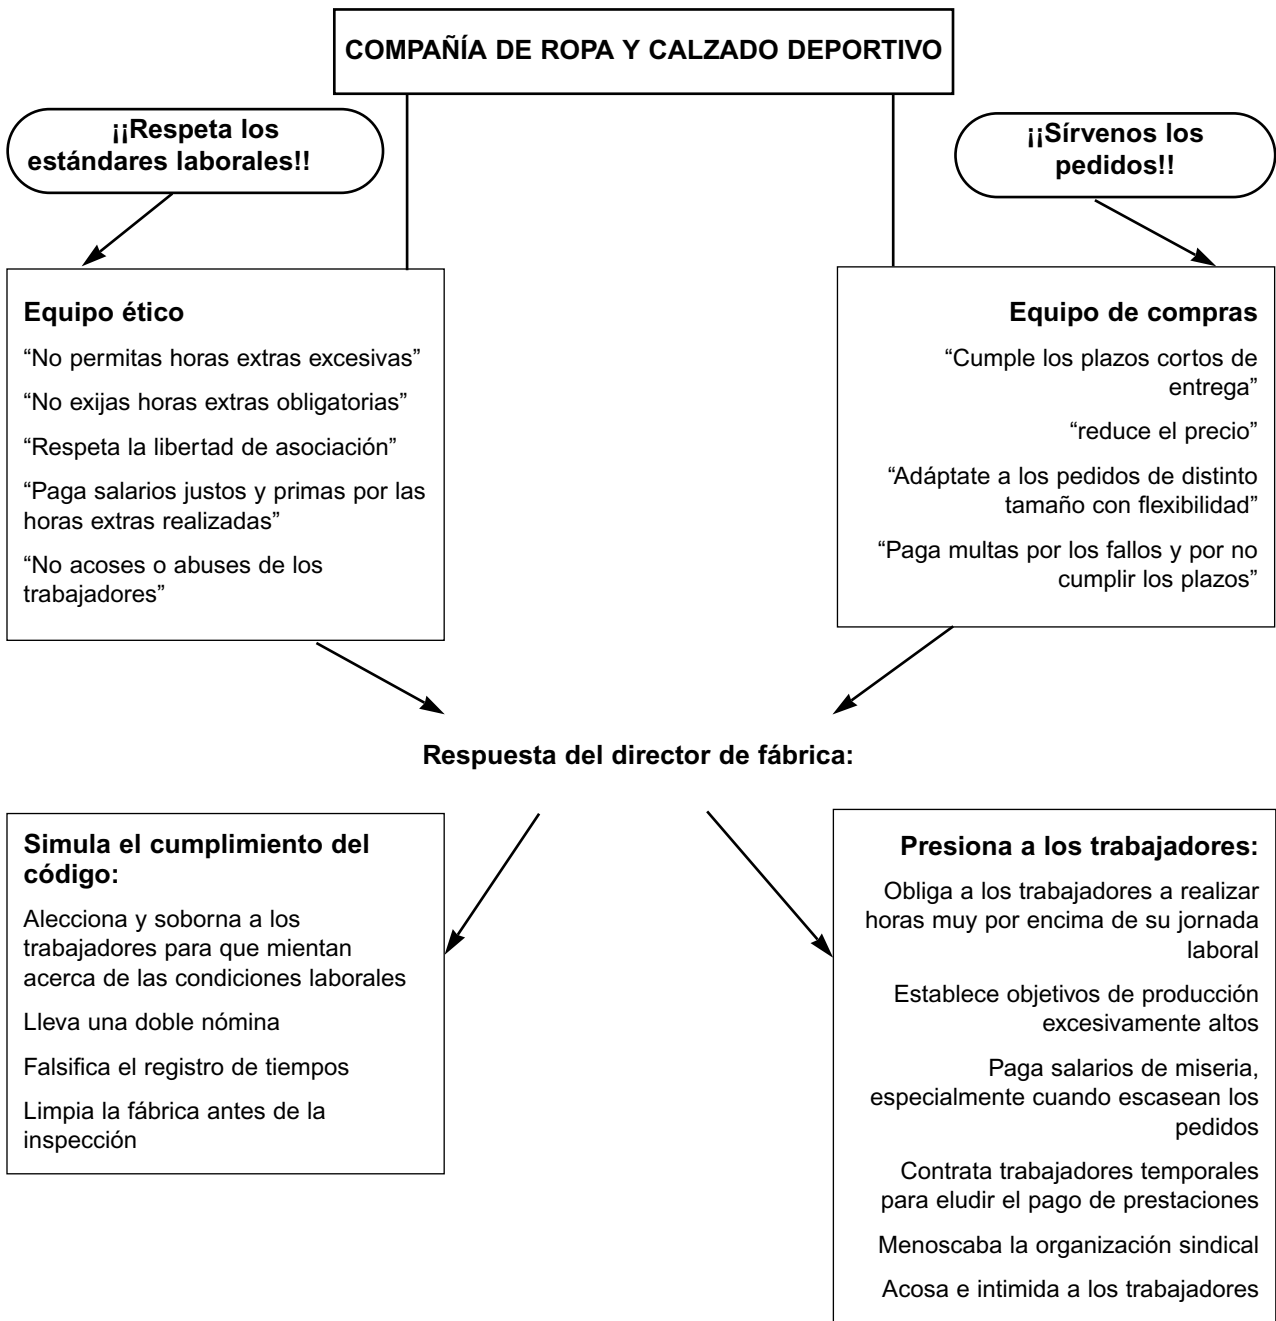 COMPAÑÍA DE ROPA Y CALZADO DEPORTIVO
¡¡Respeta los
estándares laborales!!
¡¡Sírvenos los
pedidos!!
Equipo ético
“No permitas horas extras excesivas”
“No exijas horas extras obligatorias”
“Respeta la libertad de asociación”
“Paga salarios justos y primas por las
horas extras realizadas”
“No acoses o abuses de los
trabajadores”
Equipo de compras
“Cumple los plazos cortos de
entrega”
“reduce el precio”
“Adáptate a los pedidos de distinto
tamaño con flexibilidad”
“Paga multas por los fallos y por no
cumplir los plazos”
Respuesta del director de fábrica:
Simula el cumplimiento del
código:
Alecciona y soborna a los
trabajadores para que mientan
acerca de las condiciones laborales
Lleva una doble nómina
Falsifica el registro de tiempos
Limpia la fábrica antes de la
inspección
Presiona a los trabajadores:
Obliga a los trabajadores a realizar
horas muy por encima de su jornada
laboral
Establece objetivos de producción
excesivamente altos
Paga salarios de miseria,
especialmente cuando escasean los
pedidos
Contrata trabajadores temporales
para eludir el pago de prestaciones
Menoscaba la organización sindical
Acosa e intimida a los trabajadores